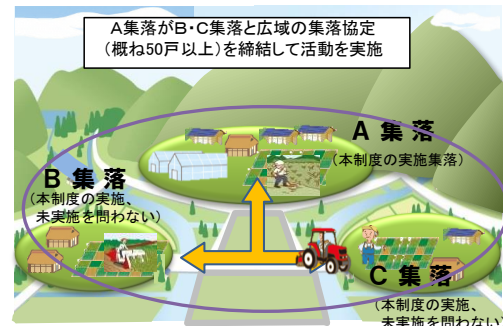 A集落がB・C集落と広域の集落協定
（概ね50戸以上）を締結して活動を実施
A 集 落
（本制度の実施集落）
B 集 落
（本制度の実施、
未実施を問わない）
C 集 落
（本制度の実施、
未実施を問わない）